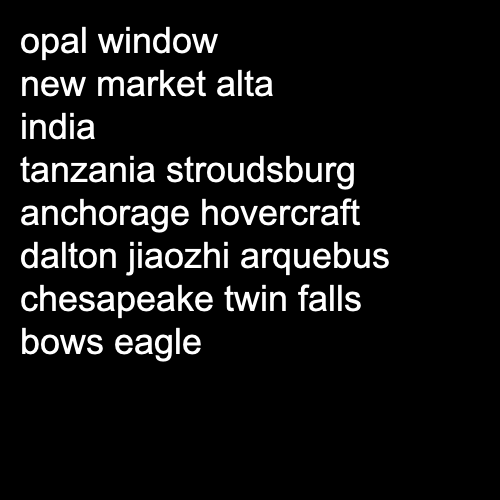 opal window
new market alta
india
tanzania stroudsburg
anchorage hovercraft
dalton jiaozhi arquebus
chesapeake twin falls
bows eagle